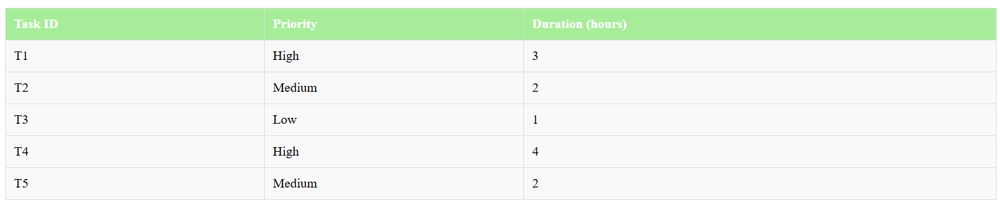 Task ID Priority Duration (hours)
T1 High 3
T2 Medium 2
T3 Low 1
T4 High 4
T5 Medium 2